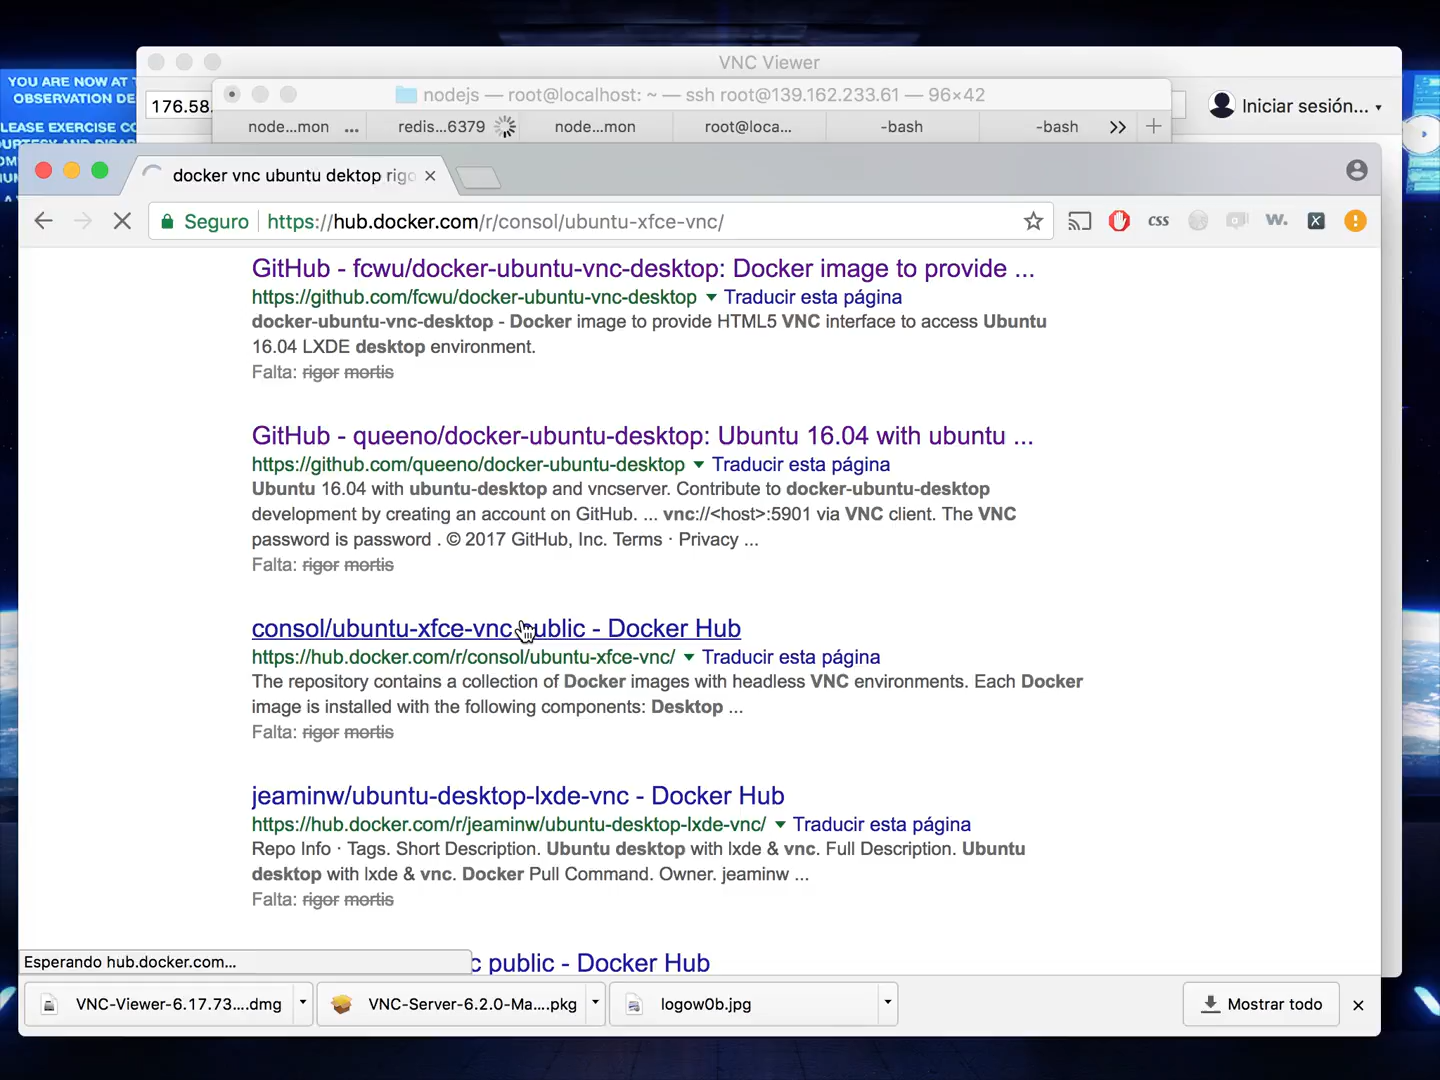 VNC Viewer
YOU ARE NOW AT
OBSERVATION DE
LEASE EXERCISE CO
176.58.
nodejs — root@localhost: ~ — ssh root@139.162.233.61 — 96×42
Iniciar sesión...
node...mon ...
redis...6379
node...mon
root@loca...
-bash
-bash
docker vnc ubuntu dektop rigo
Seguro
https://hub.docker.com/r/consol/ubuntu-xfce-vnc/
css
w.
X
GitHub - fcwu/docker-ubuntu-vnc-desktop: Docker image to provide ...
https://github.com/fcwu/docker-ubuntu-vnc-desktop Traducir esta página
docker-ubuntu-vnc-desktop - Docker image to provide HTML5 VNC interface to access Ubuntu
16.04 LXDE desktop environment.
Falta: rigor mortis
GitHub - queeno/docker-ubuntu-desktop: Ubuntu 16.04 with ubuntu ...
https://github.com/queeno/docker-ubuntu-desktop Traducir esta página
Ubuntu 16.04 with ubuntu-desktop and vncserver. Contribute to docker-ubuntu-desktop
development by creating an account on GitHub. ... vnc://<host>:5901 via VNC client. The VNC
password is password . © 2017 GitHub, Inc. Terms · Privacy ...
Falta: rigor mortis
consol/ubuntu-xfce-vnc public - Docker Hub
https://hub.docker.com/r/consol/ubuntu-xfce-vnc/ Traducir esta página
The repository contains a collection of Docker images with headless VNC environments. Each Docker
image is installed with the following components: Desktop ...
Falta: rigor mortis
jeaminw/ubuntu-desktop-lxde-vnc - Docker Hub
https://hub.docker.com/r/jeaminw/ubuntu-desktop-lxde-vnc/ Traducir esta página
Repo Info · Tags. Short Description. Ubuntu desktop with lxde & vnc. Full Description. Ubuntu
desktop with lxde & vnc. Docker Pull Command. Owner. jeaminw ...
Falta: rigor mortis
c public - Docker Hub
Esperando hub.docker.com...
VNC-Viewer-6.17.73....dmg
VNC-Server-6.2.0-Ma....pkg
logow0b.jpg
Mostrar todo